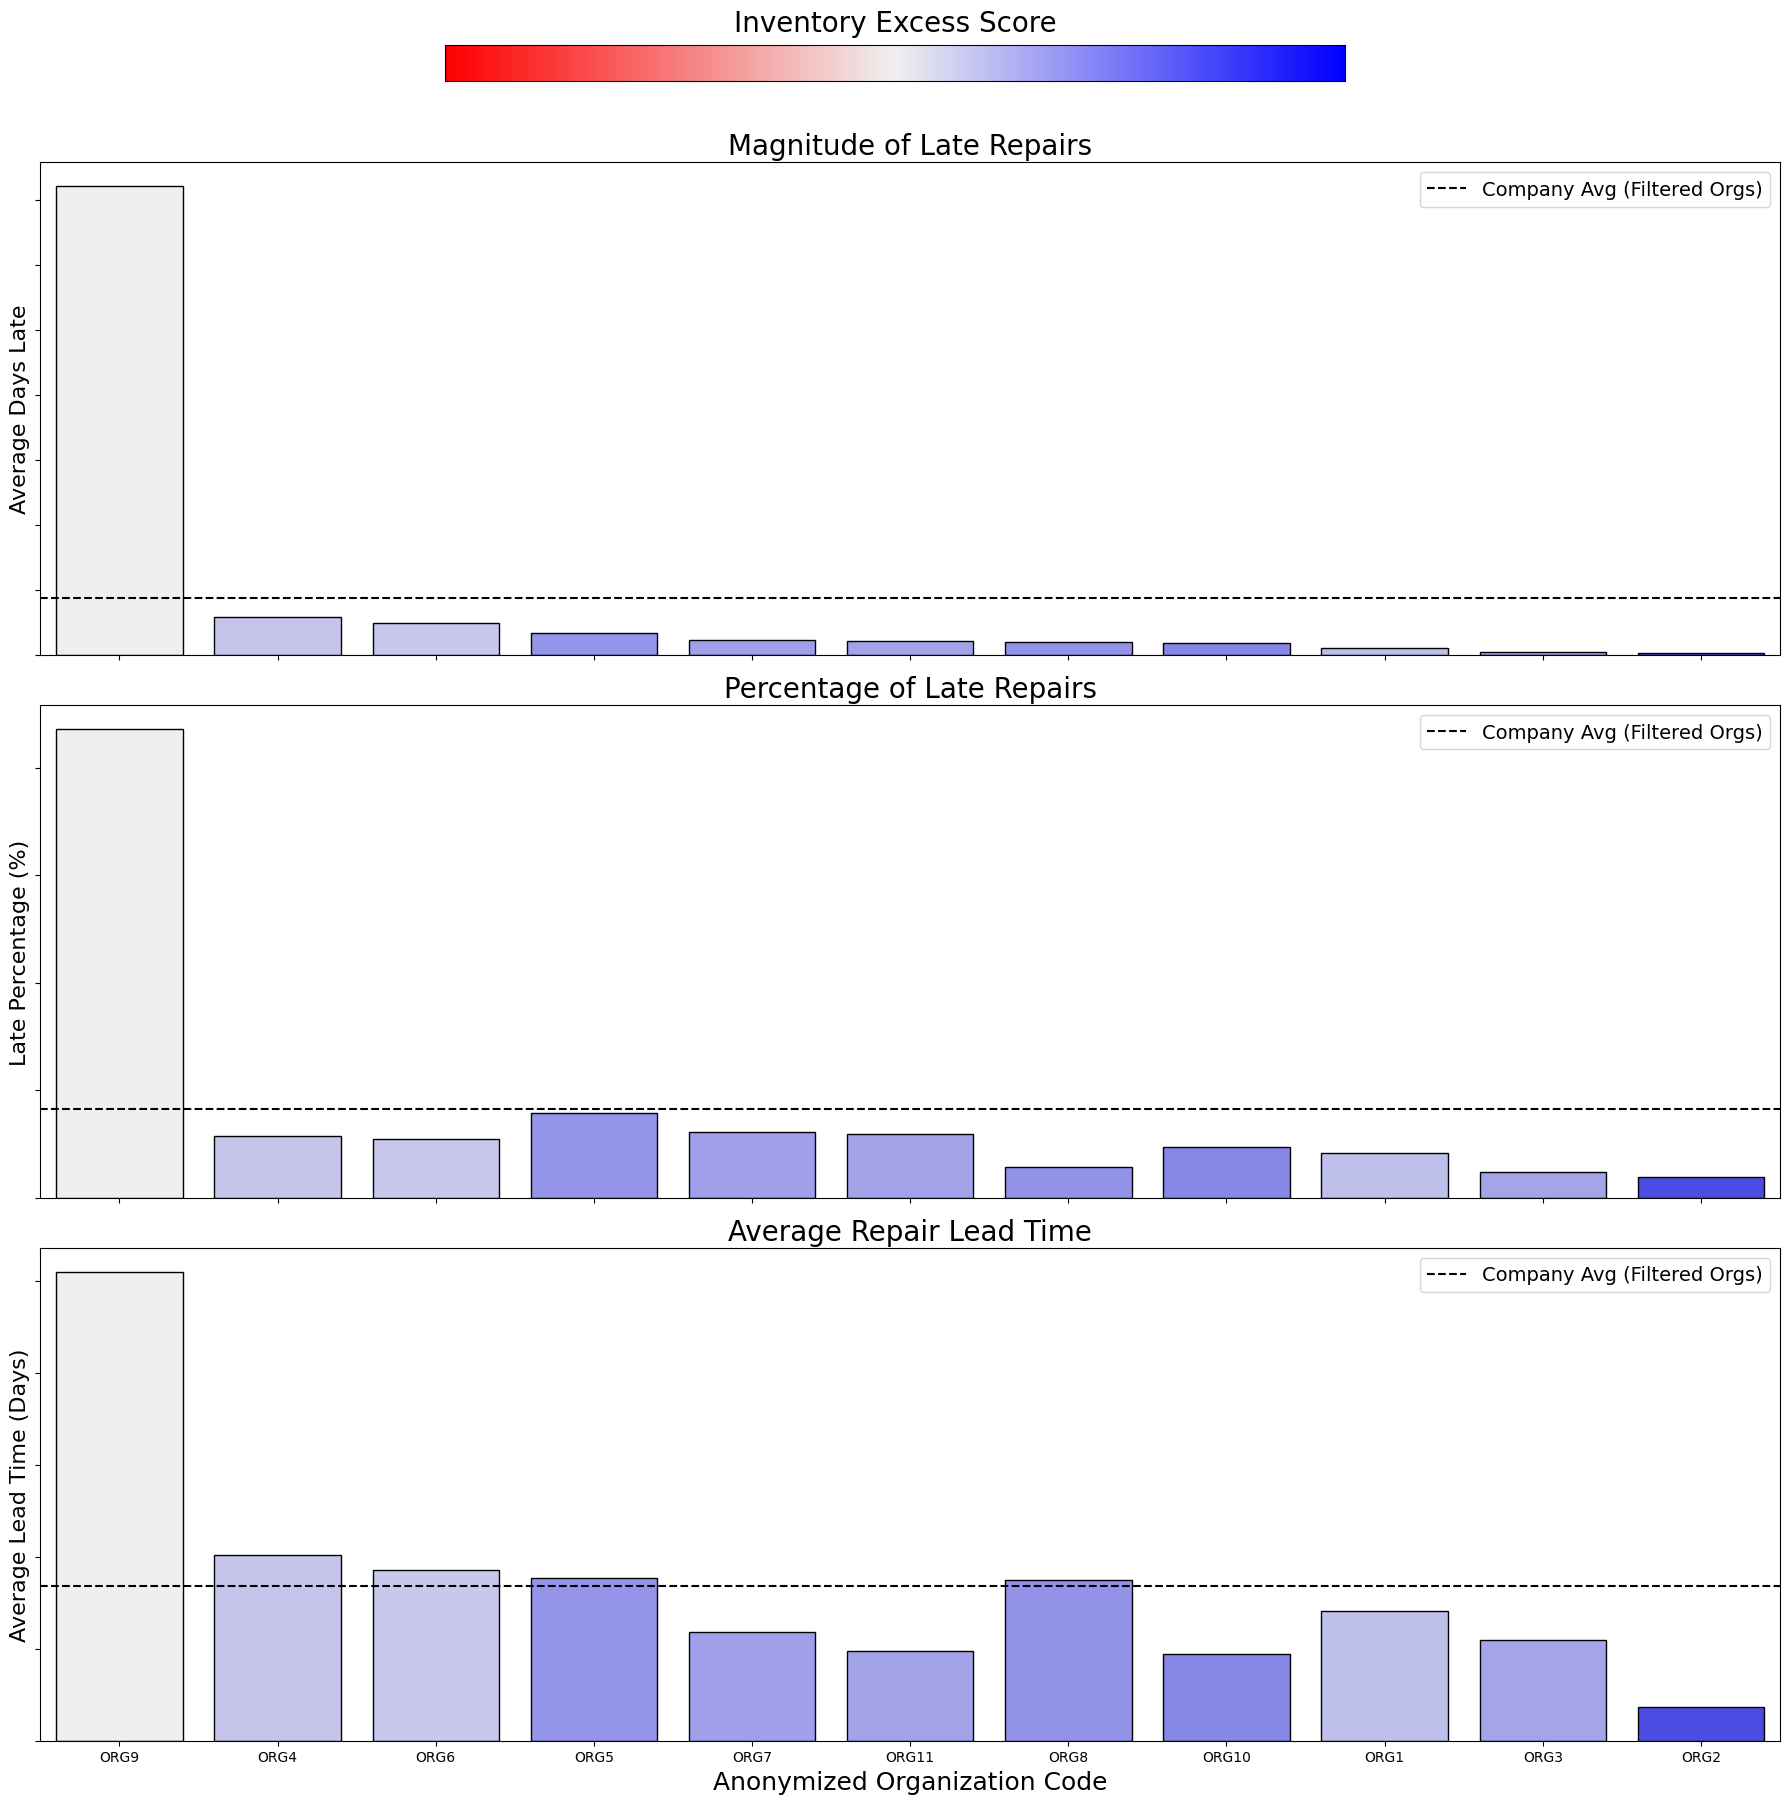 Inventory Excess Score
Magnitude of Late Repairs
Company Avg (Filtered Orgs)
Average Days Late
Percentage of Late Repairs
Company Avg (Filtered Orgs)
Late Percentage (%)
Average Repair Lead Time
Company Avg (Filtered Orgs)
Average Lead Time (Days)
ORG9 ORG4 ORG6 ORG5 ORG7 ORG11 ORG8 ORG10 ORG1 ORG3 ORG2
Anonymized Organization Code